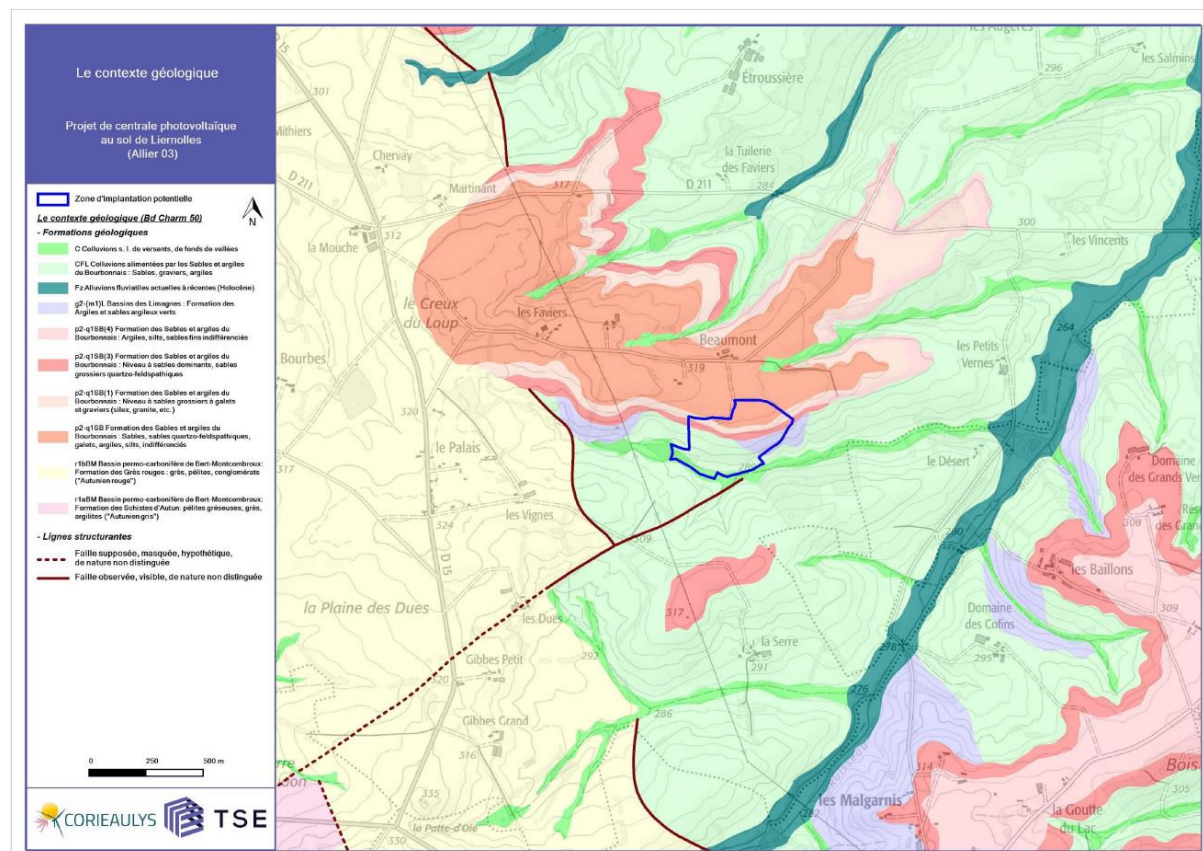 Le contexte géologique
Projet de centrale photovoltaïque
au sol de Liernolles
(Allier 03)
Zone d'implantation potentielle
Le contexte géologique (Bd Charm 50)
N
- Formations géologiques
C Colluvions s. l. de versants, de fonds de vallées
CFL Colluvions alimentées par les Sables et argiles
du Bourbonnais : Sables, graviers, argiles
Fz Alluvions fluviatiles actuelles à récentes (Holocène)
g2-(m1)L Bassins des Limagnes : Formation des
Argiles et sables argileux verts
p2-q1SB(4) Formation des Sables et argiles du
Bourbonnais : Argiles, silts, sables fins indifférenciés
p2-q1SB(3) Formation des Sables et argiles du
Bourbonnais : Niveau à sables dominants, sables
grossiers quartzo-feldspathiques
p2-q1SB(1) Formation des Sables et argiles du
Bourbonnais : Niveau à sables grossiers à galets
et graviers (silex, granite, etc.)
p2-q1SB Formation des Sables et argiles du
Bourbonnais : Sables, sables quartzo-feldspathiques,
galets, argiles, silts, indifférenciés
r1bBM Bassin permo-carbonifère de Bert-Montcombroux:
Formation des Grès rouges : grès, pélites, conglomérats
("Autunien rouge")
r1aBM Bassin permo-carbonifère de Bert-Montcombroux:
Formation des Schistes d'Autun: pélites gréseuses, grès,
argilites ("Autunien gris")
- Lignes structurantes
Faille supposée, masquée, hypothétique,
de nature non distinguée
Faille observée, visible, de nature non distinguée
0 250 500 m
CORIEAULYS TSE
D 15
les Augères
les Salmins
296
Étroussière
301
Mithiers
Chervay
la Tuilerie
des Faviers
D 211
Martinant
317
D 211
284
300
la Mouche
312
les Vincents
le Creux
du Loup
les Faviers
264
Beaumont
les Petits
Vernes
319
Bourbes
320
le Palais
317
le Désert
Domaine
des Grands Ver
308
Rés
des Gran
324
les Vignes
309
280
les Baillons
D 15
309
317
la Plaine des Dues
les Dues
Domaine
des Cofins
la Serre
278
295
292
291
Gibbes Petit
320
276
286
Gibbes Grand
316
314
Bois
335
les Malgarnis
305
la Goutte
du Lac
la Patte-d'Oie
282
330